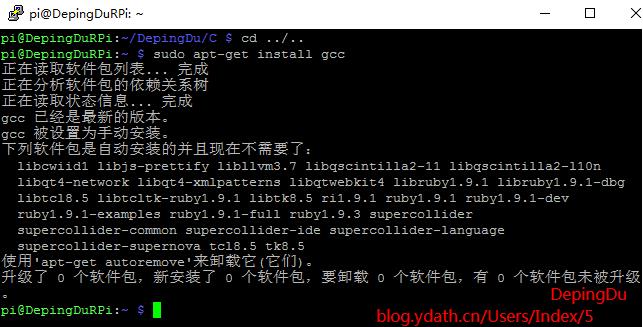 pi@DepingDuRPi: ~
pi@DepingDuRPi:~/DepingDu/C $ cd ../..
pi@DepingDuRPi:~ $ sudo apt-get install gcc
正在读取软件包列表... 完成
正在分析软件包的依赖关系树
正在读取状态信息... 完成
gcc 已经是最新的版本。
gcc 被设置为手动安装。
下列软件包是自动安装的并且现在不需要了：
libcwiid1 libjs-prettify libllvm3.7 libqscintilla2-11 libqscintilla2-l10n
libqt4-network libqt4-xmlpatterns libqtwebkit4 libruby1.9.1 libruby1.9.1-dbg
libtcl8.5 libtcltk-ruby1.9.1 libtk8.5 ri1.9.1 ruby1.9.1 ruby1.9.1-dev
ruby1.9.1-examples ruby1.9.1-full ruby1.9.3 supercollider
supercollider-common supercollider-ide supercollider-language
supercollider-supernova tcl8.5 tk8.5
使用'apt-get autoremove'来卸载它(它们)。
升级了 0 个软件包，新安装了 0 个软件包，要卸载 0 个软件包，有 0 个软件包未被升级
。
pi@DepingDuRPi:~ $
DepingDu
blog.ydath.cn/Users/Index/5